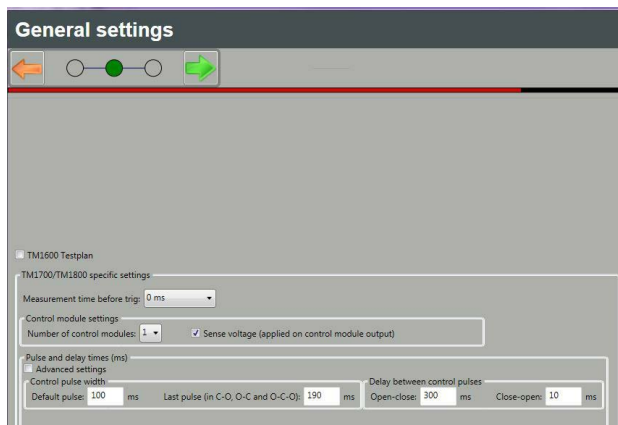 General settings
TM1600 Testplan
TM1700/TM1800 specific settings
Measurement time before trig: 0 ms
Control module settings
Number of control modules: 1 Sense voltage (applied on control module output)
Pulse and delay times (ms)
Advanced settings
Control pulse width Delay between control pulses
Default pulse: 100 ms Last pulse (in C-O, O-C and O-C-O): 190 ms Open-close: 300 ms Close-open: 10 ms